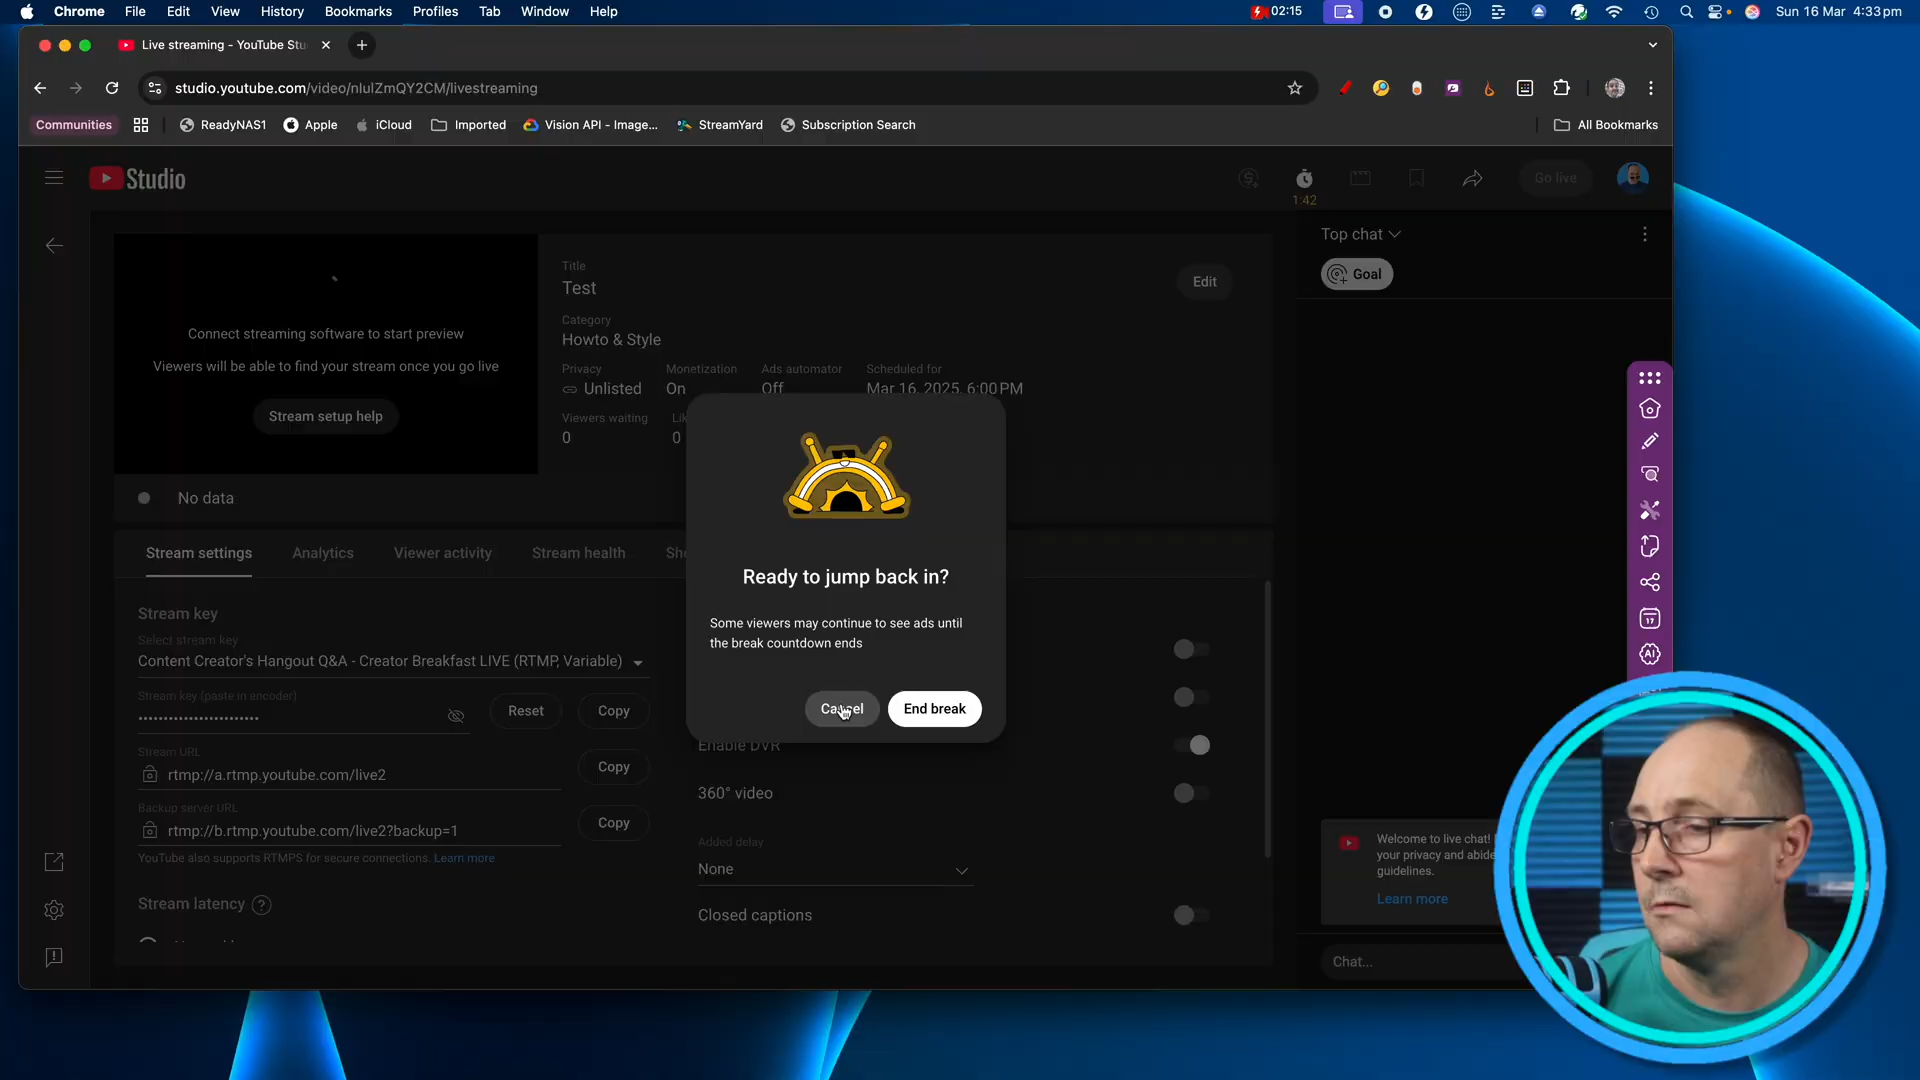 Chrome File Edit View History Bookmarks Profiles Tab Window Help 02:15 Sun 16 Mar 4:33 pm
Live streaming - YouTube Stu
studio.youtube.com/video/nIulZmQY2CM/livestreaming
Communities ReadyNAS1 Apple iCloud Imported Vision API - Image... StreamYard Subscription Search All Bookmarks
Studio
1:42
Go live
Connect streaming software to start preview
Viewers will be able to find your stream once you go live
Stream setup help
No data
Title
Test
Edit
Category
Howto & Style
Privacy Monetization Ads automator Scheduled for
Unlisted On Off Mar 16, 2025, 6:00 PM
Viewers waiting
0 0
Top chat
Goal
Stream settings Analytics Viewer activity Stream health
Stream key
Select stream key
Content Creator's Hangout Q&A - Creator Breakfast LIVE (RTMP, Variable)
Stream key (paste in encoder)
••••••••••••••••••••••••
Reset Copy
Stream URL
rtmp://a.rtmp.youtube.com/live2
Copy
Backup server URL
rtmp://b.rtmp.youtube.com/live2?backup=1
Copy
YouTube also supports RTMPS for secure connections. Learn more
Stream latency ?
Ready to jump back in?
Some viewers may continue to see ads until
the break countdown ends
Cancel End break
Enable DVR
360° video
Added delay
None
Closed captions
Welcome to live chat!
your privacy and abide
guidelines.
Learn more
Chat...
17
AI